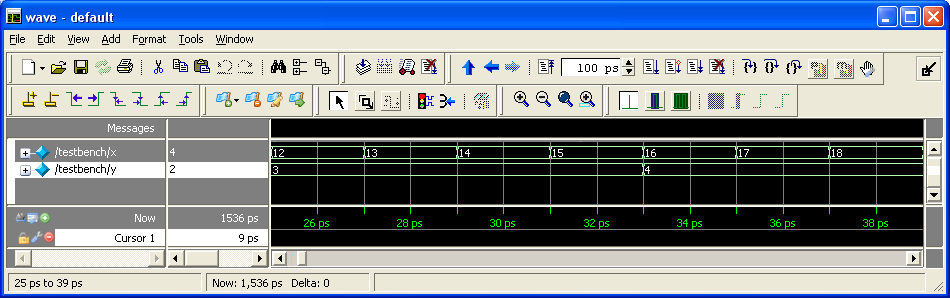 wave - default
File Edit View Add Format Tools Window
100 ps
Messages
/testbench/x 4 12 13 14 15 16 17 18
/testbench/y 2 3 4
Now 1536 ps 26 ps 28 ps 30 ps 32 ps 34 ps 36 ps 38 ps
Cursor 1 9 ps
25 ps to 39 ps Now: 1,536 ps Delta: 0